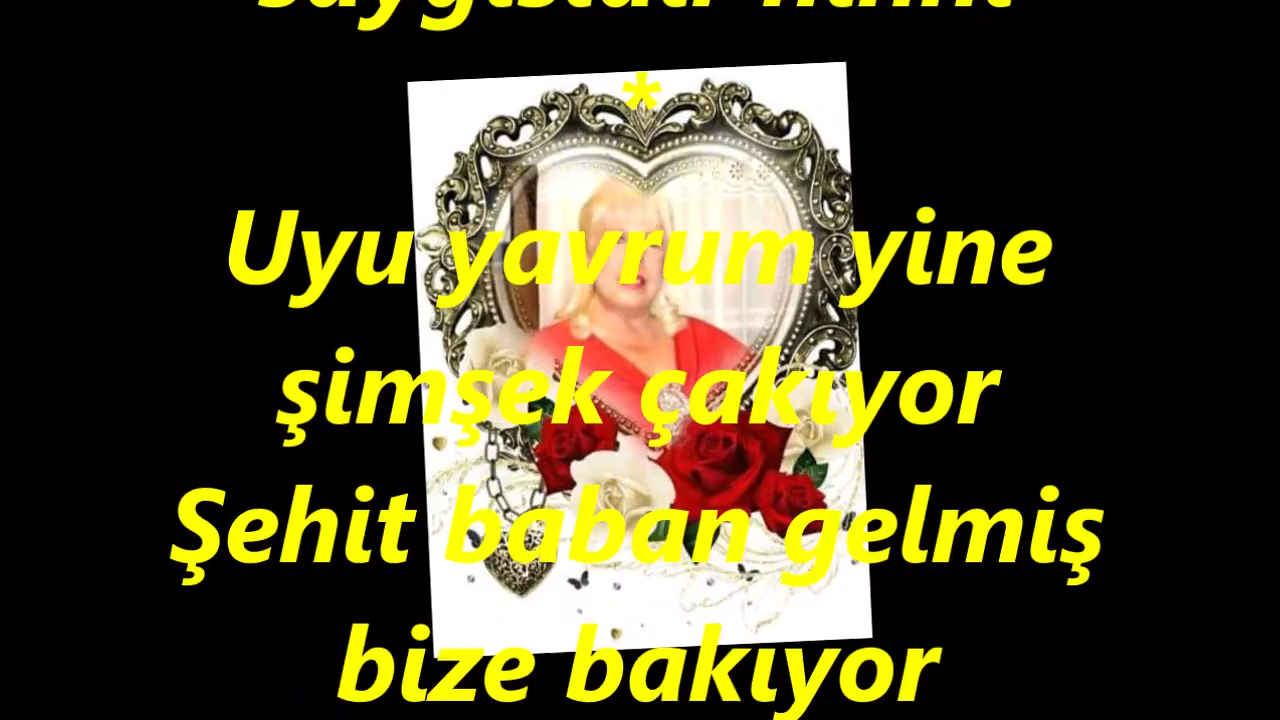 *
Uyu yavrum yine
şimşek çakıyor
Şehit baban gelmiş
bize bakıyor